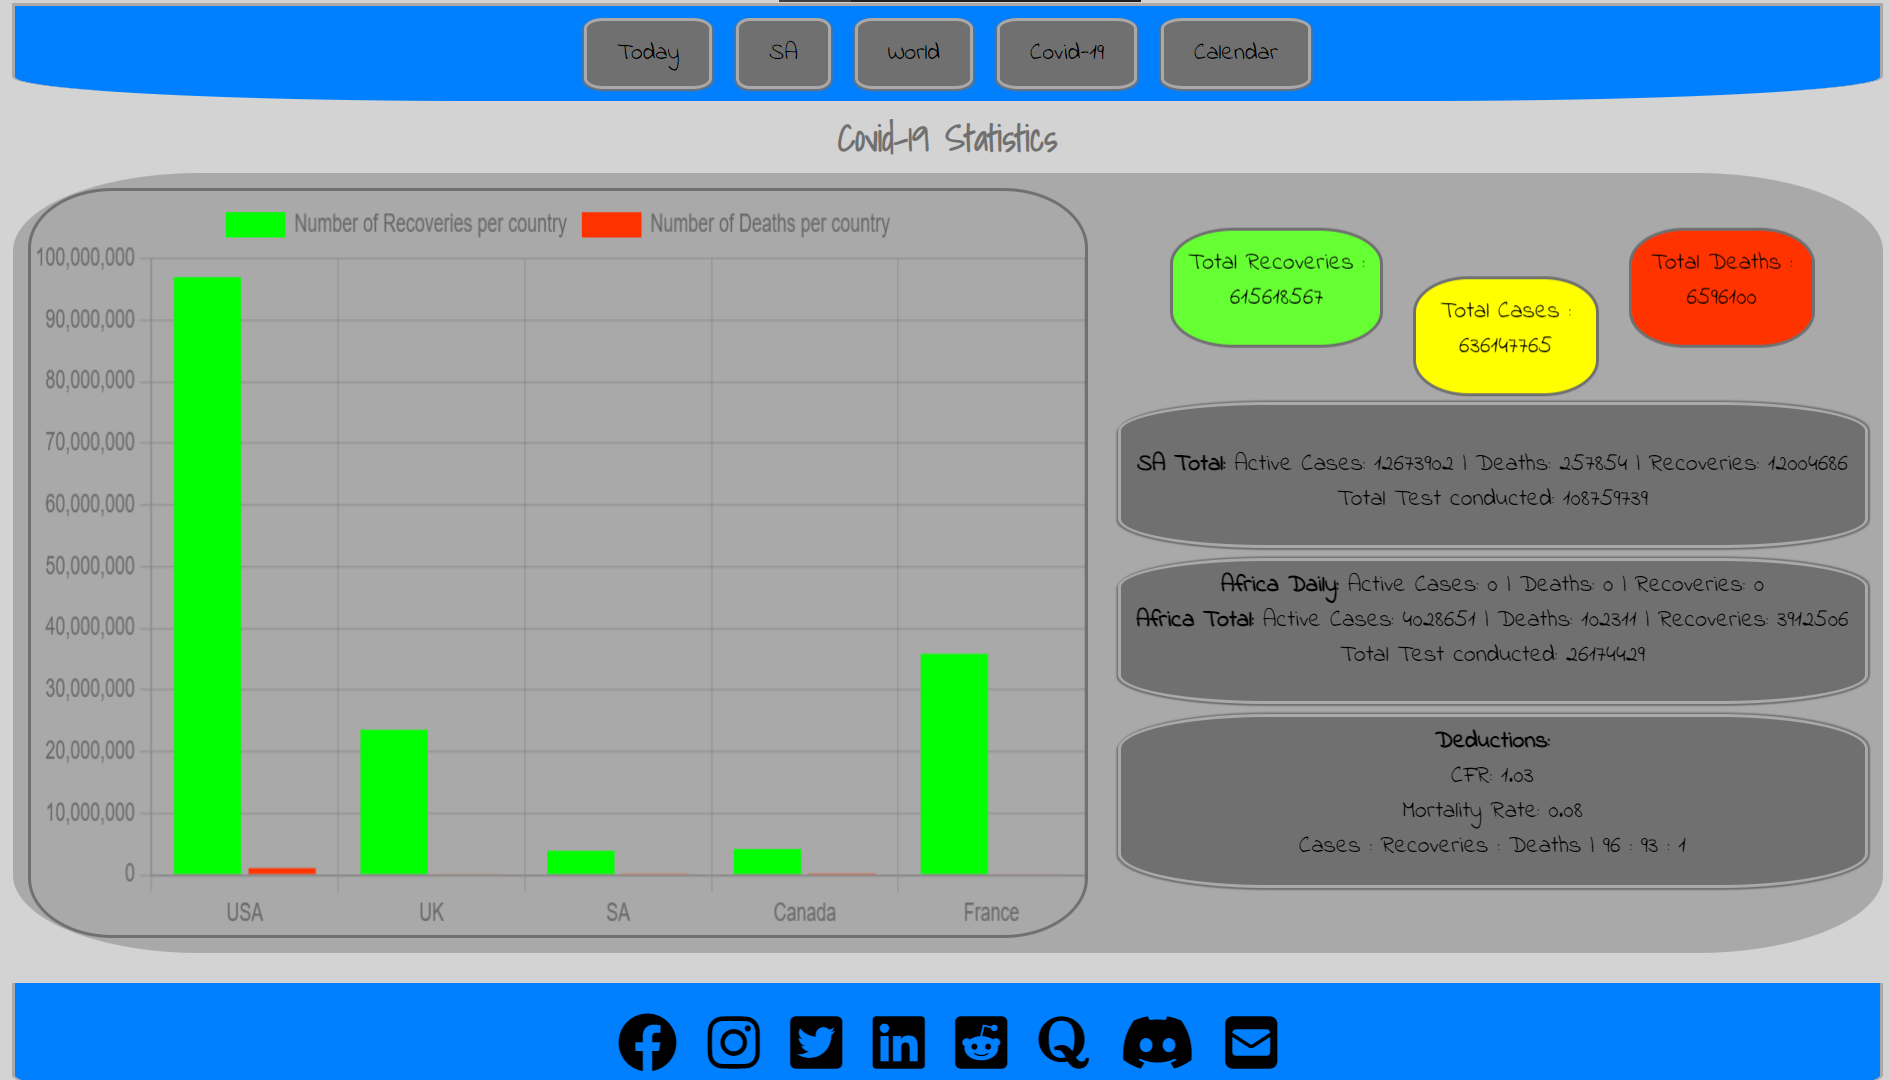 Today SA World Covid-19 Calendar
Covid-19 Statistics
Number of Recoveries per country Number of Deaths per country
100,000,000
90,000,000
80,000,000
70,000,000
60,000,000
50,000,000
40,000,000
30,000,000
20,000,000
10,000,000
0
USA UK SA Canada France
Total Recoveries :
615618567
Total Cases :
636147765
Total Deaths :
6596100
SA Total: Active Cases: 12673902 | Deaths: 257854 | Recoveries: 12004686
Total Test conducted: 108759739
Africa Daily: Active Cases: 0 | Deaths: 0 | Recoveries: 0
Africa Total: Active Cases: 4028651 | Deaths: 102311 | Recoveries: 3912506
Total Test conducted: 26174429
Deductions:
CFR: 1.03
Mortality Rate: 0.08
Cases : Recoveries : Deaths | 96 : 93 : 1